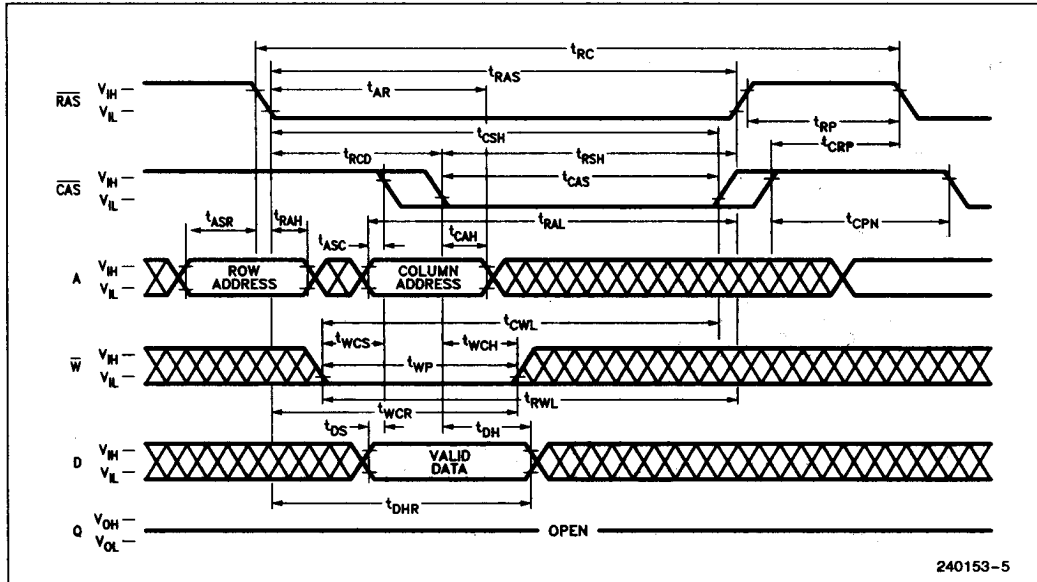 tRC
tRAS
tAR
RAS VIH
VIL
tRP
tCSH
tCRP
tRCD tRSH
CAS VIH
VIL
tCAS
tASR tRAH
tASC tCAH tRAL tCPN
A VIH
VIL
ROW
ADDRESS
COLUMN
ADDRESS
tCWL
tWCS tWCH
W VIH
VIL
tWP
tRWL
tWCR
tDS tDH
D VIH
VIL
VALID
DATA
tDHR
Q VOH
VOL
OPEN
240153-5